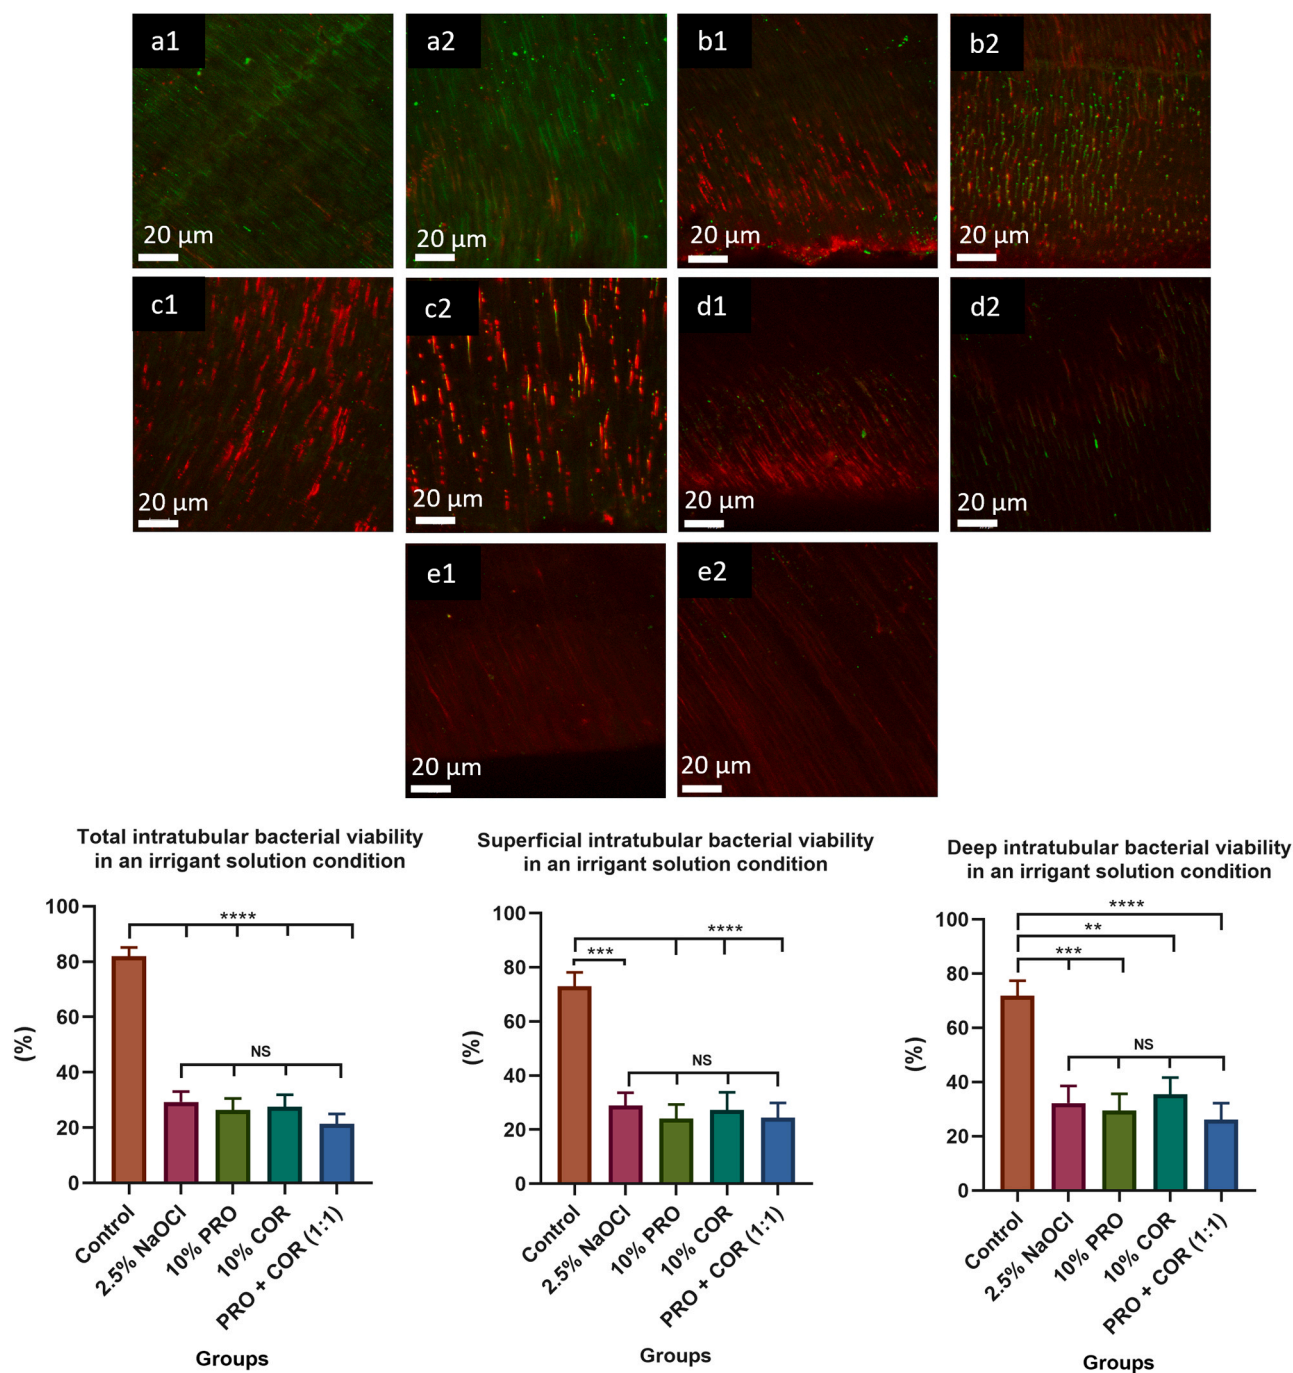 a1
a2
b1
b2
20 μm
20 μm
20 μm
20 μm
c1
c2
d1
d2
20 μm
20 μm
20 μm
20 μm
e1
e2
20 μm
20 μm
Total intratubular bacterial viability
in an irrigant solution condition
(%)
100
80
60
40
20
0
****
NS
Control
2.5% NaOCl
10% PRO
10% COR
PRO + COR (1:1)
Groups
Superficial intratubular bacterial viability
in an irrigant solution condition
(%)
100
80
60
40
20
0
****
***
NS
Control
2.5% NaOCl
10% PRO
10% COR
PRO + COR (1:1)
Groups
Deep intratubular bacterial viability
in an irrigant solution condition
(%)
100
80
60
40
20
0
****
**
***
NS
Control
2.5% NaOCl
10% PRO
10% COR
PRO + COR (1:1)
Groups